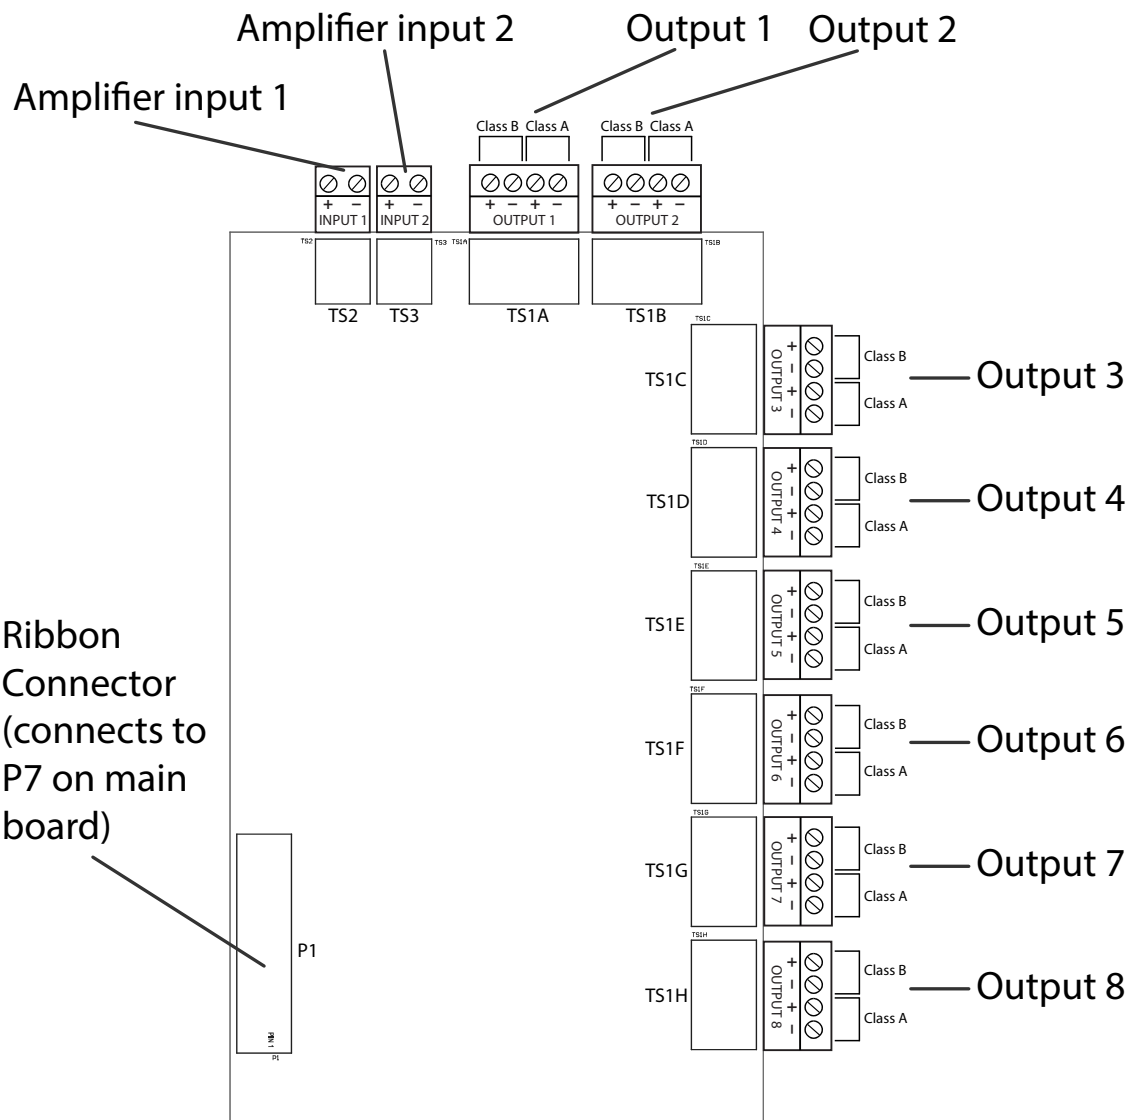 Amplifier input 2
Output 1
Output 2
Amplifier input 1
Class B
Class A
Class B
Class A
+ −
INPUT 1
+ −
INPUT 2
+ − + −
OUTPUT 1
+ − + −
OUTPUT 2
TS2
TS3
TS1A
TS1B
TS2
TS3
TS1A
TS1B
TS1C
TS1C
+ − + −
OUTPUT 3
Class B
Class A
Output 3
TS1D
TS1D
+ − + −
OUTPUT 4
Class B
Class A
Output 4
TS1E
TS1E
+ − + −
OUTPUT 5
Class B
Class A
Output 5
Ribbon
Connector
(connects to
P7 on main
board)
TS1F
TS1F
+ − + −
OUTPUT 6
Class B
Class A
Output 6
TS1G
TS1G
+ − + −
OUTPUT 7
Class B
Class A
Output 7
P1
PIN 1
P1
TS1H
TS1H
+ − + −
OUTPUT 8
Class B
Class A
Output 8